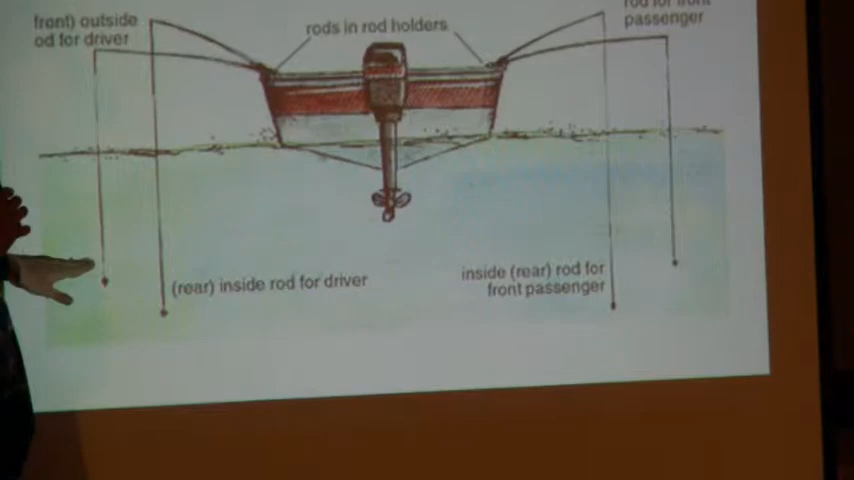 front) outside
od for driver
rods in rod holders
rod for front
passenger
(rear) inside rod for driver
inside (rear) rod for
front passenger